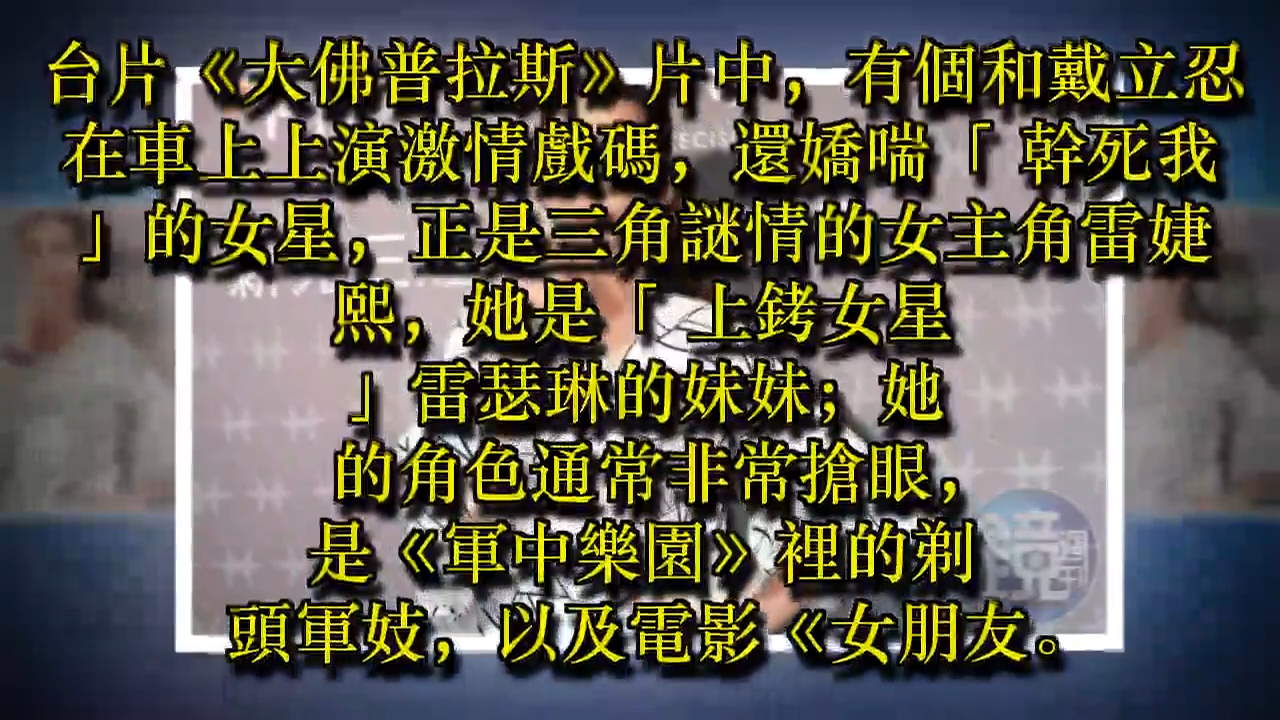 台片《大佛普拉斯》片中，有個和戴立忍
在車上上演激情戲碼，還嬌喘「 幹死我
」的女星，正是三角謎情的女主角雷婕
熙，她是「 上銬女星
」雷瑟琳的妹妹；她
的角色通常非常搶眼，
是《軍中樂園》裡的剃
頭軍妓，以及電影《女朋友。